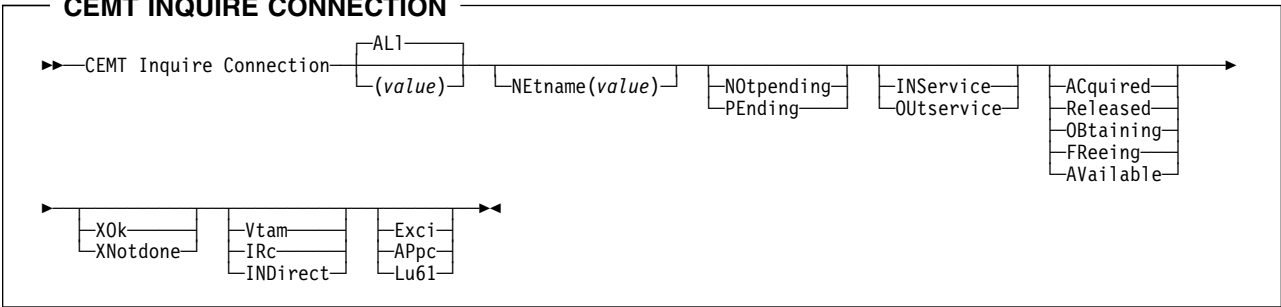 CEMT INQUIRE CONNECTION
ALl
CEMT Inquire Connection
(value)
NEtname(value)
NOtpending
PEnding
INService
OUtservice
ACquired
Released
OBtaining
FReeing
AVailable
XOk
XNotdone
Vtam
IRc
INDirect
Exci
APpc
Lu61